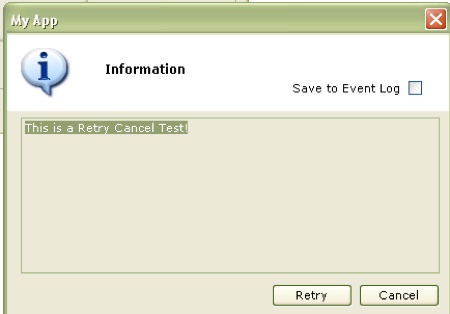 My App
Information
Save to Event Log
This is a Retry Cancel Test!
Retry
Cancel